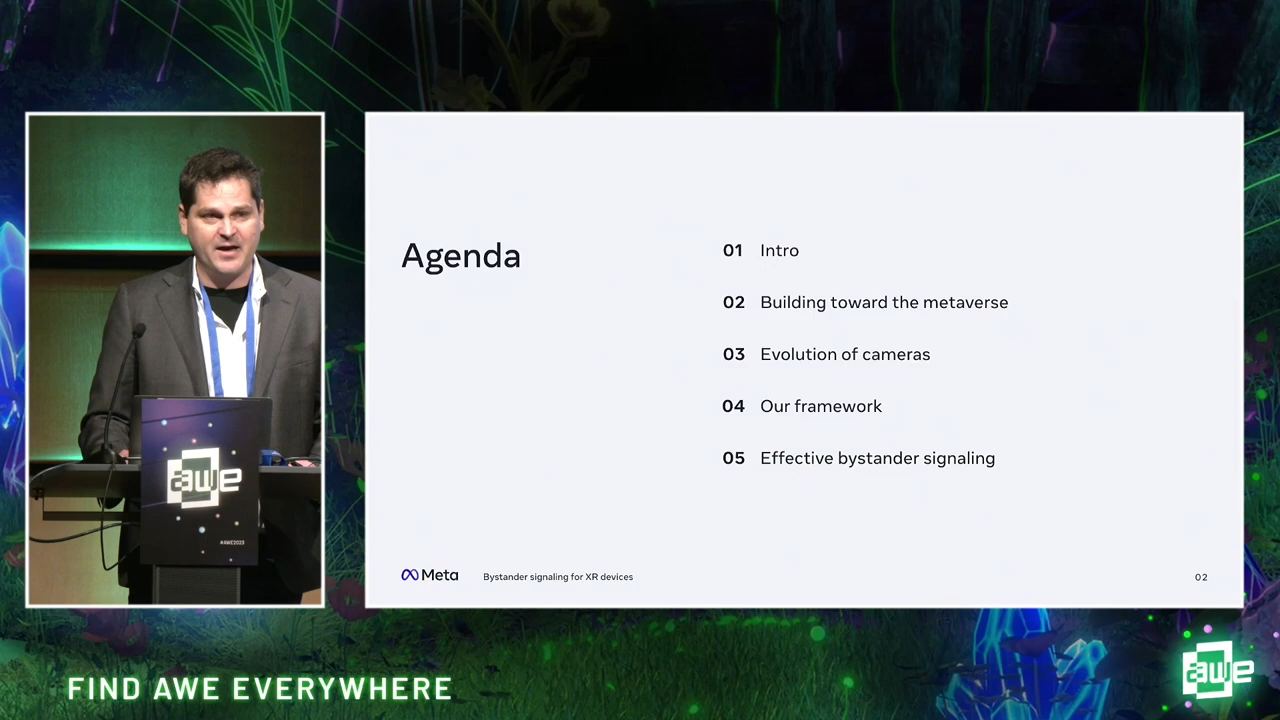 Agenda
01 Intro
02 Building toward the metaverse
03 Evolution of cameras
04 Our framework
05 Effective bystander signaling
Meta Bystander signaling for XR devices 02
awe
#AWE2023
FIND AWE EVERYWHERE
awe